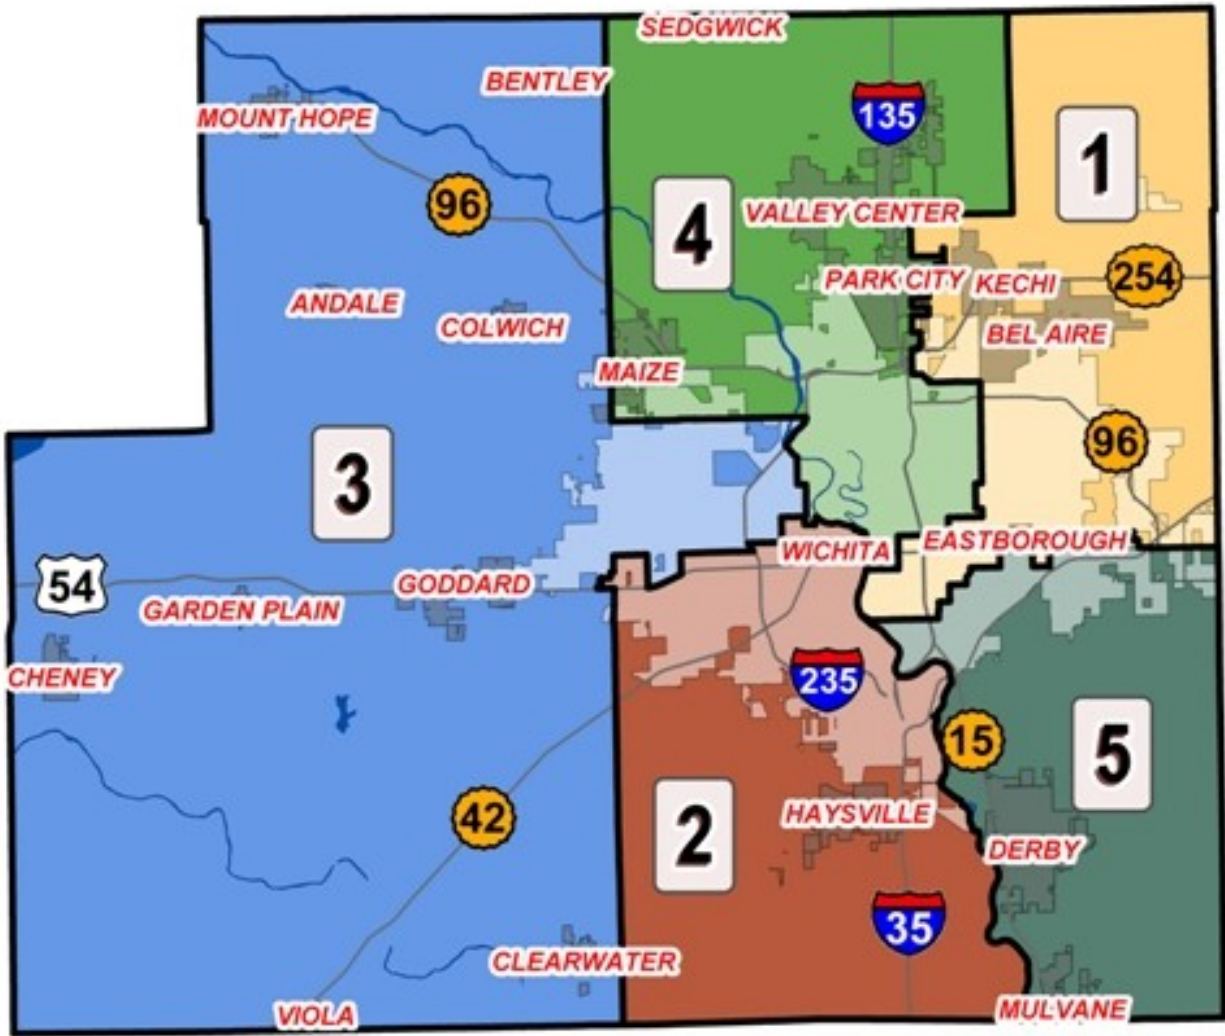 SEDGWICK
BENTLEY
MOUNT HOPE
135
1
96
4
VALLEY CENTER
PARK CITY
KECHI
254
ANDALE
COLWICH
BEL AIRE
MAIZE
96
3
EASTBOROUGH
WICHITA
54
GODDARD
GARDEN PLAIN
CHENEY
235
15
5
42
2
HAYSVILLE
DERBY
35
CLEARWATER
VIOLA
MULVANE